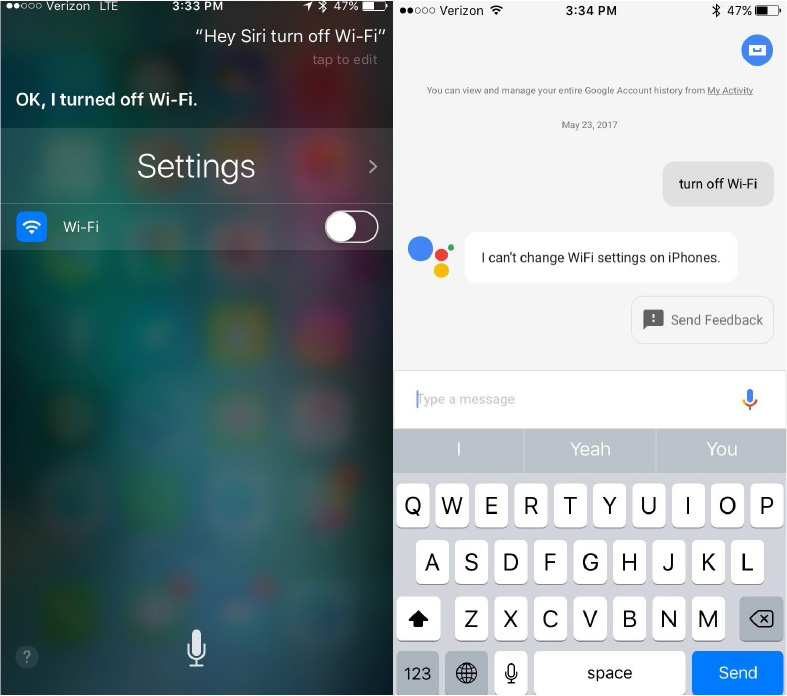 Verizon LTE 3:33 PM 47%
“Hey Siri turn off Wi-Fi”
tap to edit
OK, I turned off Wi-Fi.
Settings
Wi-Fi
?
Verizon 3:34 PM 47%
You can view and manage your entire Google Account history from My Activity
May 23, 2017
turn off Wi-Fi
I can't change WiFi settings on iPhones.
Send Feedback
Type a message
I Yeah You
Q W E R T Y U I O P
A S D F G H J K L
Z X C V B N M
123 space Send